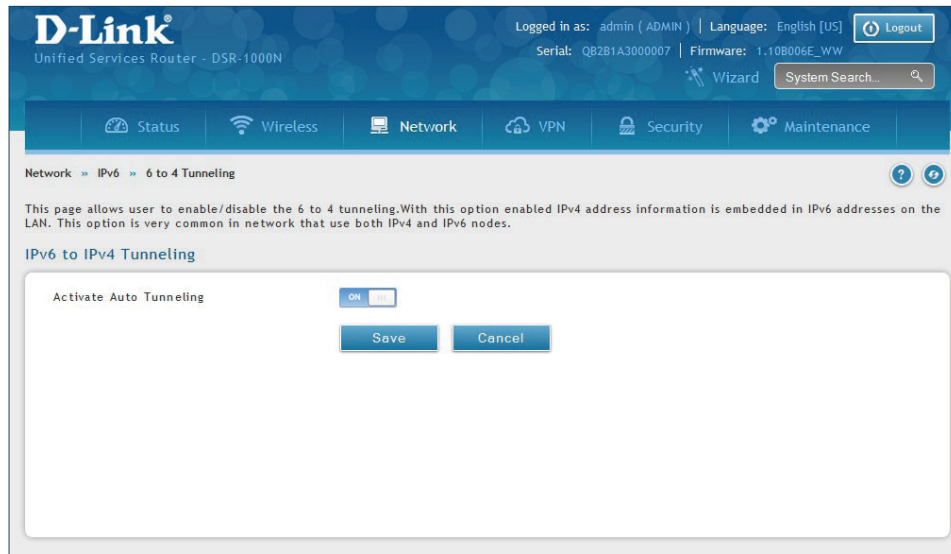 D-Link®
Unified Services Router - DSR-1000N
Logged in as: admin ( ADMIN ) | Language: English [US]
Logout
Serial: QB2B1A3000007 | Firmware: 1.10B006E_WW
Wizard
System Search...
Status
Wireless
Network
VPN
Security
Maintenance
Network » IPv6 » 6 to 4 Tunneling
?
This page allows user to enable/disable the 6 to 4 tunneling.With this option enabled IPv4 address information is embedded in IPv6 addresses on the
LAN. This option is very common in network that use both IPv4 and IPv6 nodes.
IPv6 to IPv4 Tunneling
Activate Auto Tunneling
ON
Save
Cancel